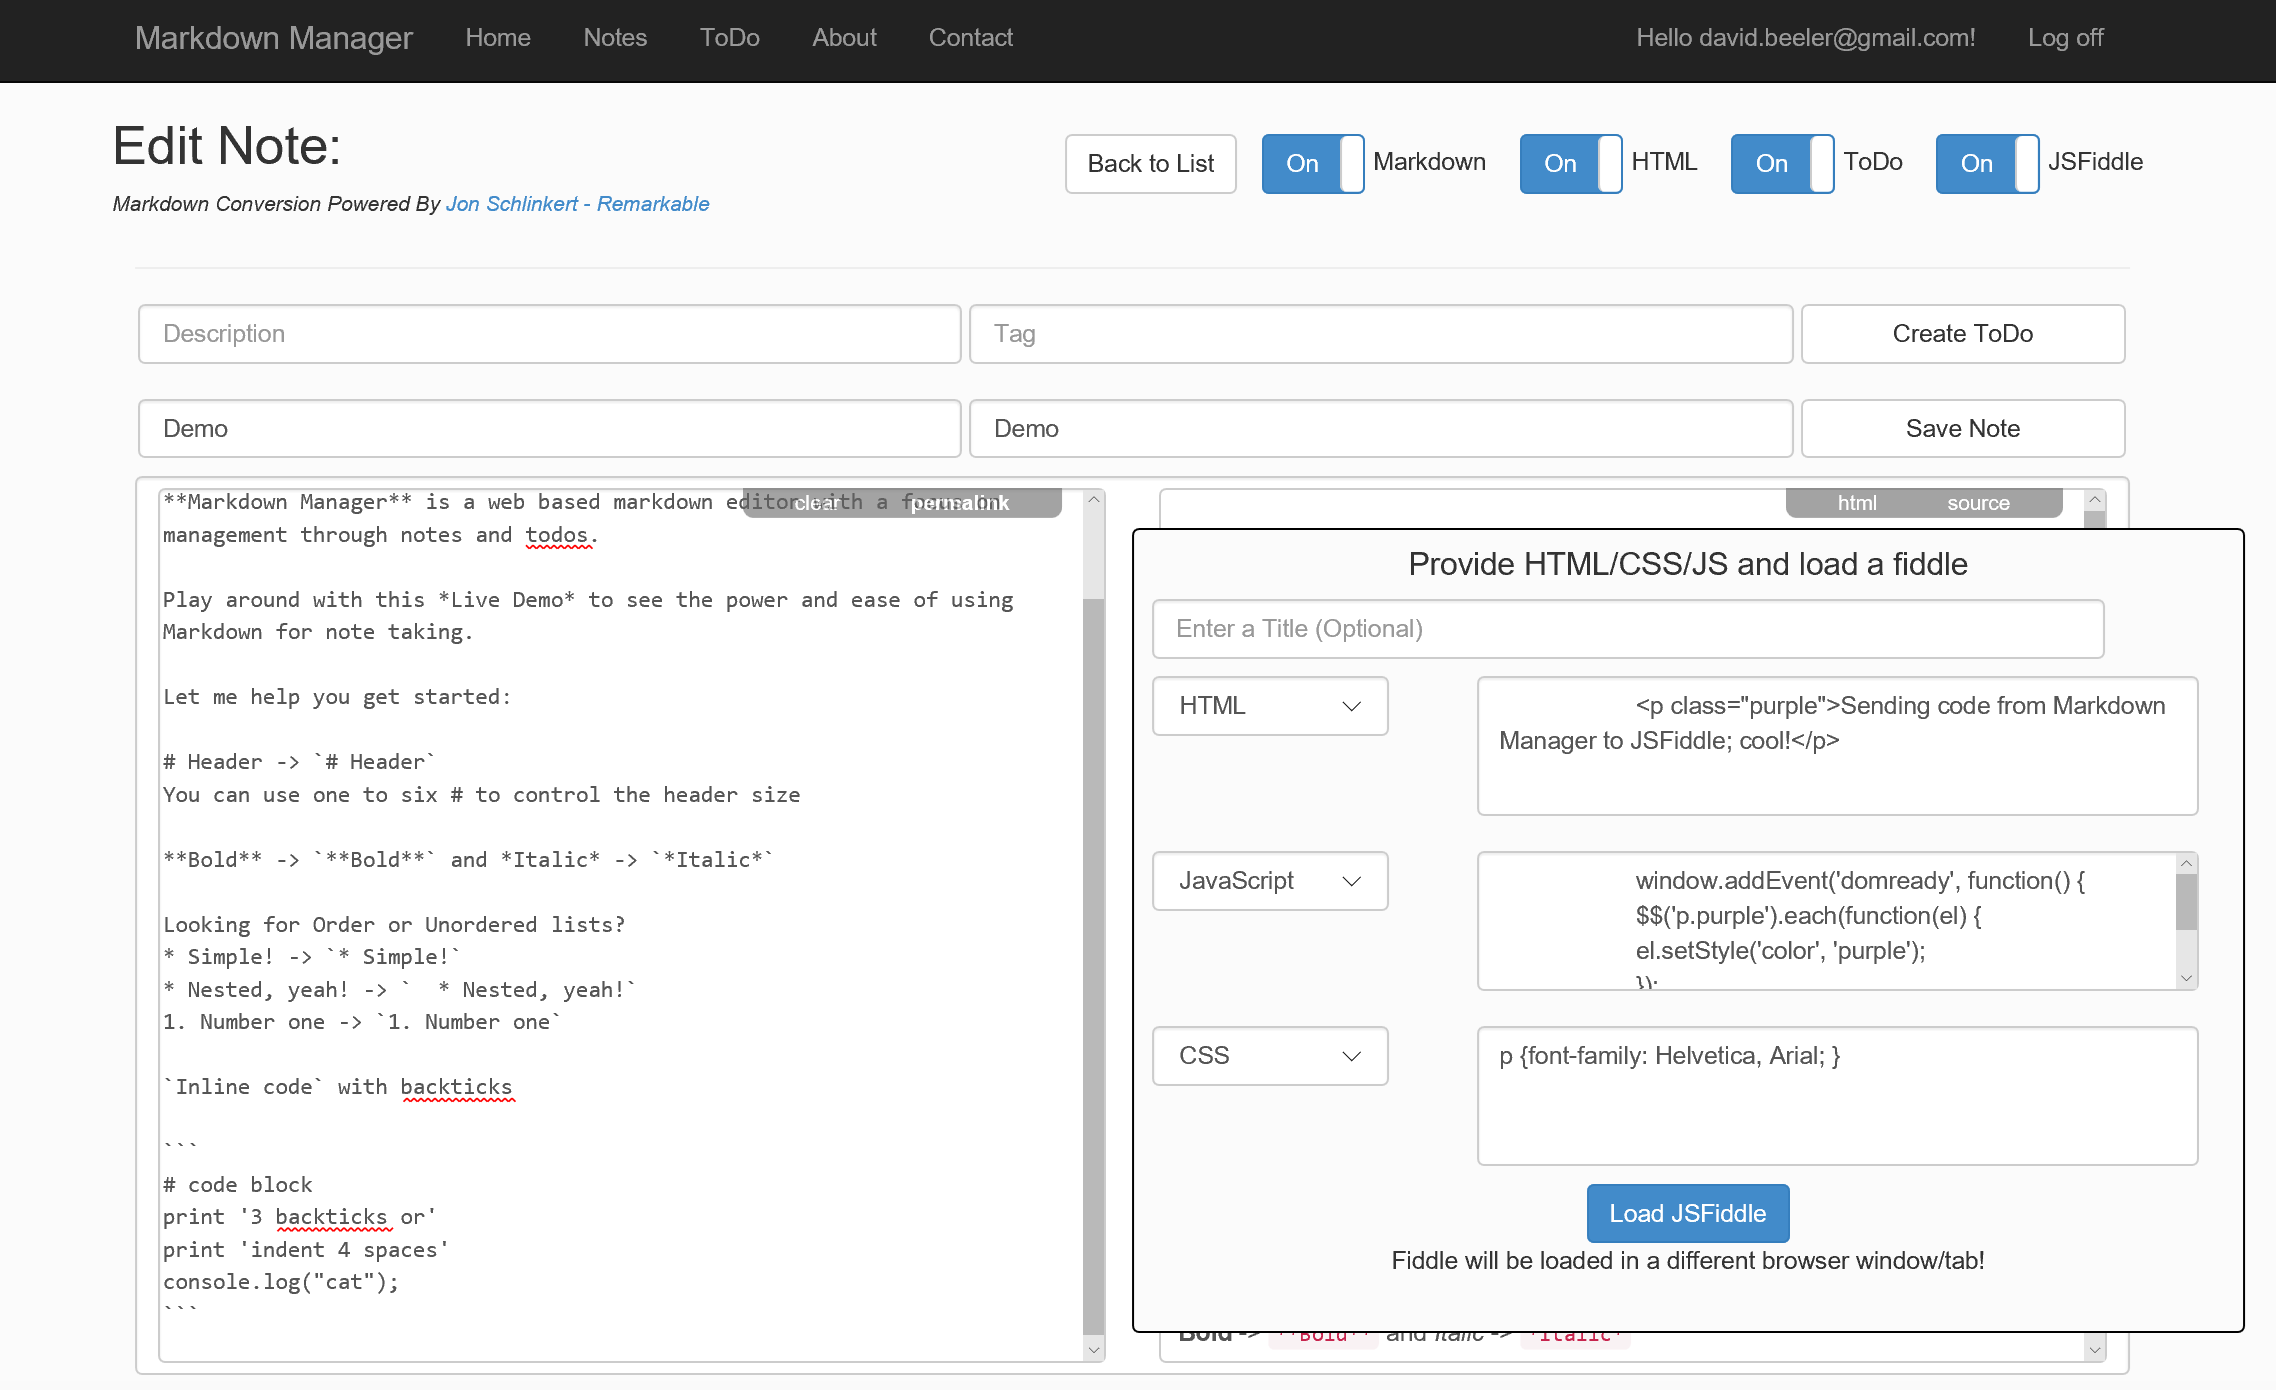 Markdown Manager Home Notes ToDo About Contact Hello david.beeler@gmail.com! Log off
Edit Note:
Back to List On Markdown On HTML On ToDo On JSFiddle
Markdown Conversion Powered By Jon Schlinkert - Remarkable
Description Tag Create ToDo
Demo Demo Save Note
clear permalink
**Markdown Manager** is a web based markdown editor with a focus on
management through notes and todos.

Play around with this *Live Demo* to see the power and ease of using
Markdown for note taking.

Let me help you get started:

# Header -> `# Header`
You can use one to six # to control the header size

**Bold** -> `**Bold**` and *Italic* -> `*Italic*`

Looking for Order or Unordered lists?
* Simple! -> `* Simple!`
* Nested, yeah! -> `  * Nested, yeah!`
1. Number one -> `1. Number one`

`Inline code` with backticks

```
# code block
print '3 backticks or'
print 'indent 4 spaces'
console.log("cat");
```
html source
Provide HTML/CSS/JS and load a fiddle
Enter a Title (Optional)
HTML
<p class="purple">Sending code from Markdown
Manager to JSFiddle; cool!</p>
JavaScript
window.addEvent('domready', function() {
$$('p.purple').each(function(el) {
el.setStyle('color', 'purple');
});
CSS
p {font-family: Helvetica, Arial; }
Load JSFiddle
Fiddle will be loaded in a different browser window/tab!
Bold -> **Bold** and Italic -> *Italic*